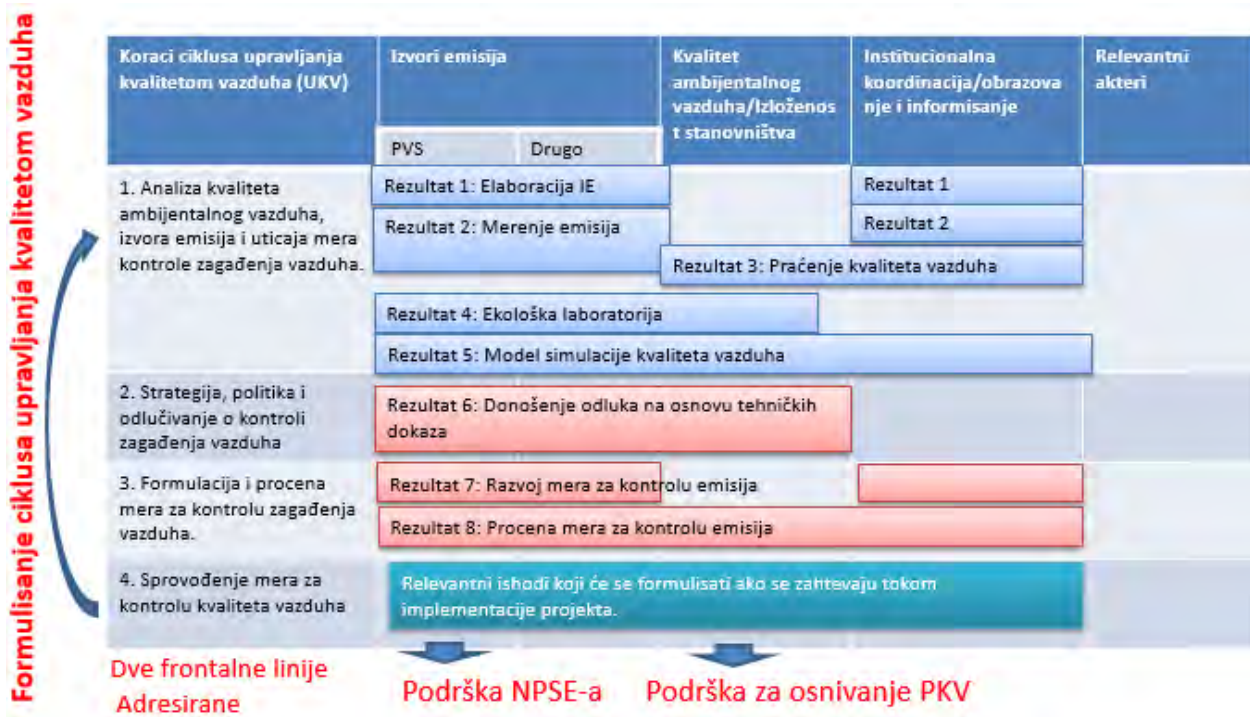 Formulisanje ciklusa upravljanja kvalitetom vazduha
Koraci ciklusa upravljanja
kvalitetom vazduha (UKV)
Izvori emisija
Kvalitet
ambijentalnog
vazduha/Izloženos
t stanovništva
Institucionalna
koordinacija/obrazova
nje i informisanje
Relevantni
akteri
PVS
Drugo
1. Analiza kvaliteta
ambijentalnog vazduha,
izvora emisija i uticaja mera
kontrole zagađenja vazduha.
Rezultat 1: Elaboracija IE
Rezultat 1
Rezultat 2: Merenje emisija
Rezultat 2
Rezultat 3: Praćenje kvaliteta vazduha
Rezultat 4: Ekološka laboratorija
Rezultat 5: Model simulacije kvaliteta vazduha
2. Strategija, politika i
odlučivanje o kontroli
zagađenja vazduha
Rezultat 6: Donošenje odluka na osnovu tehničkih
dokaza
3. Formulacija i procena
mera za kontrolu zagađenja
vazduha.
Rezultat 7: Razvoj mera za kontrolu emisija
Rezultat 8: Procena mera za kontrolu emisija
4. Sprovođenje mera za
kontrolu kvaliteta vazduha
Relevantni ishodi koji će se formulisati ako se zahtevaju tokom
implementacije projekta.
Dve frontalne linije
Adresirane
Podrška NPSE-a
Podrška za osnivanje PKV